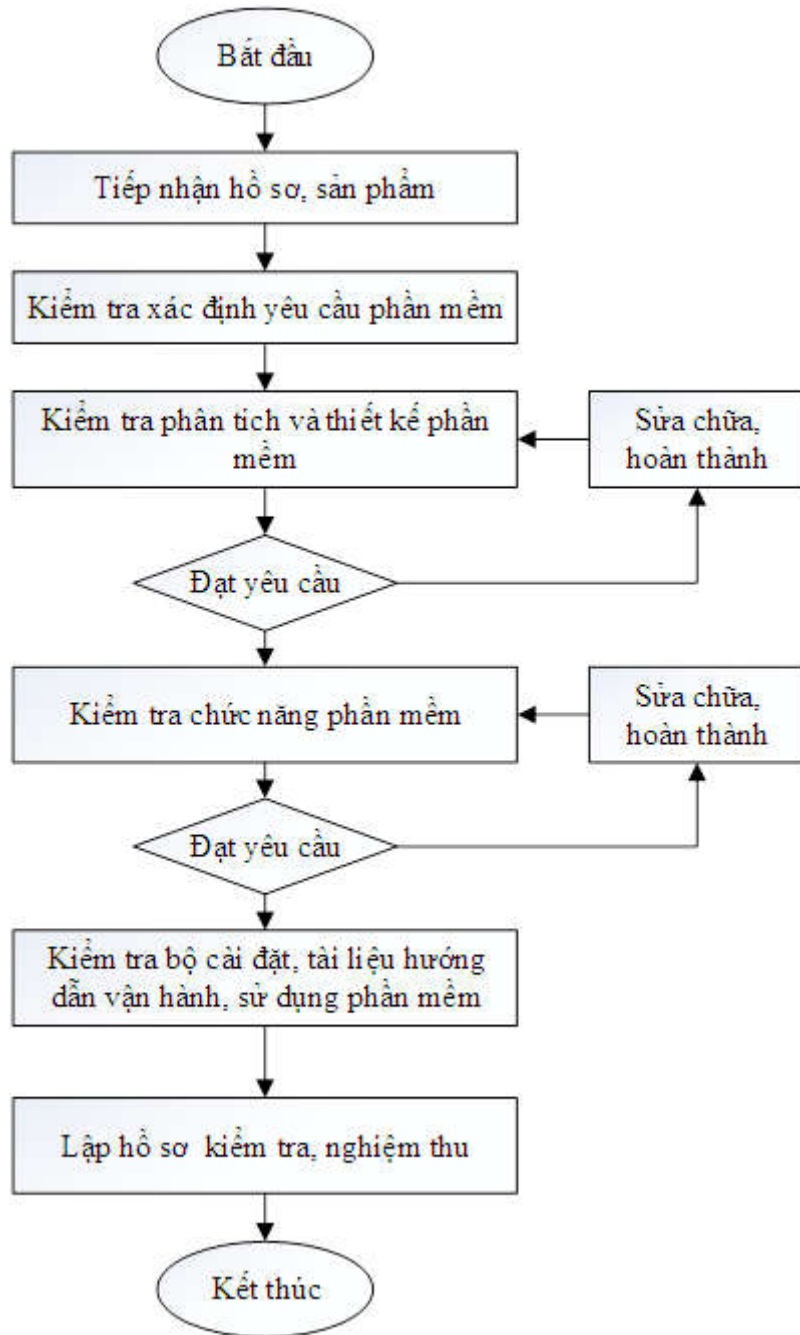 Bắt đầu
Tiếp nhận hồ sơ, sản phẩm
Kiểm tra xác định yêu cầu phần mềm
Kiểm tra phân tích và thiết kế phần
mềm
Sửa chữa,
hoàn thành
Đạt yêu cầu
Kiểm tra chức năng phần mềm
Sửa chữa,
hoàn thành
Đạt yêu cầu
Kiểm tra bộ cài đặt, tài liệu hướng
dẫn vận hành, sử dụng phần mềm
Lập hồ sơ kiểm tra, nghiệm thu
Kết thúc